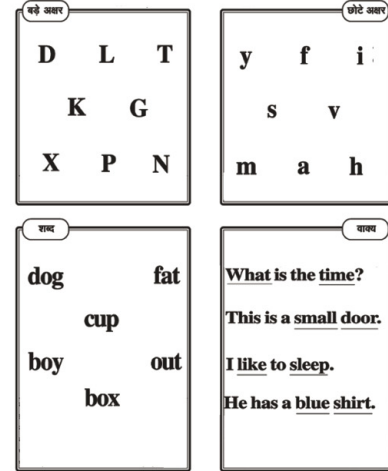 बड़े अक्षर
D L T
K G
X P N
छोटे अक्षर
y f i
s v
m a h
शब्द
dog fat
cup
boy out
box
वाक्य
What is the time?
This is a small door.
I like to sleep.
He has a blue shirt.